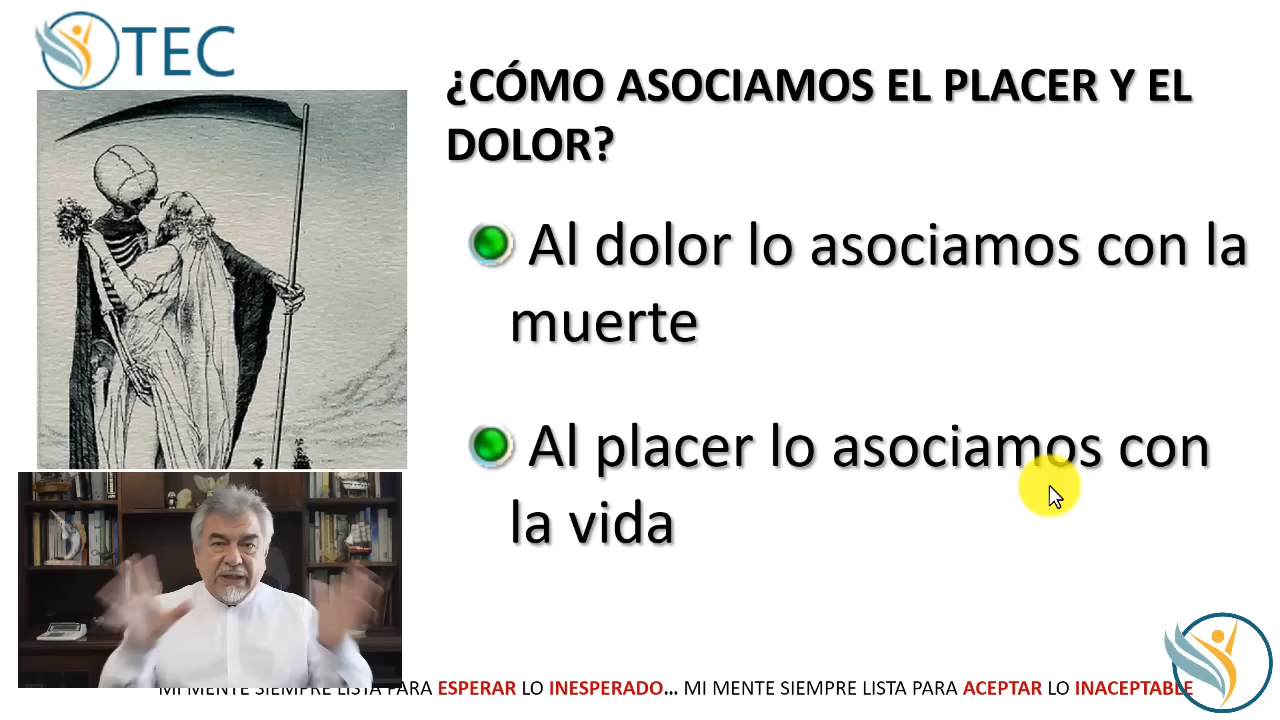 TEC
¿CÓMO ASOCIAMOS EL PLACER Y EL
DOLOR?
Al dolor lo asociamos con la
muerte
Al placer lo asociamos con
la vida
MI MENTE SIEMPRE LISTA PARA ESPERAR LO INESPERADO... MI MENTE SIEMPRE LISTA PARA ACEPTAR LO INACEPTABLE